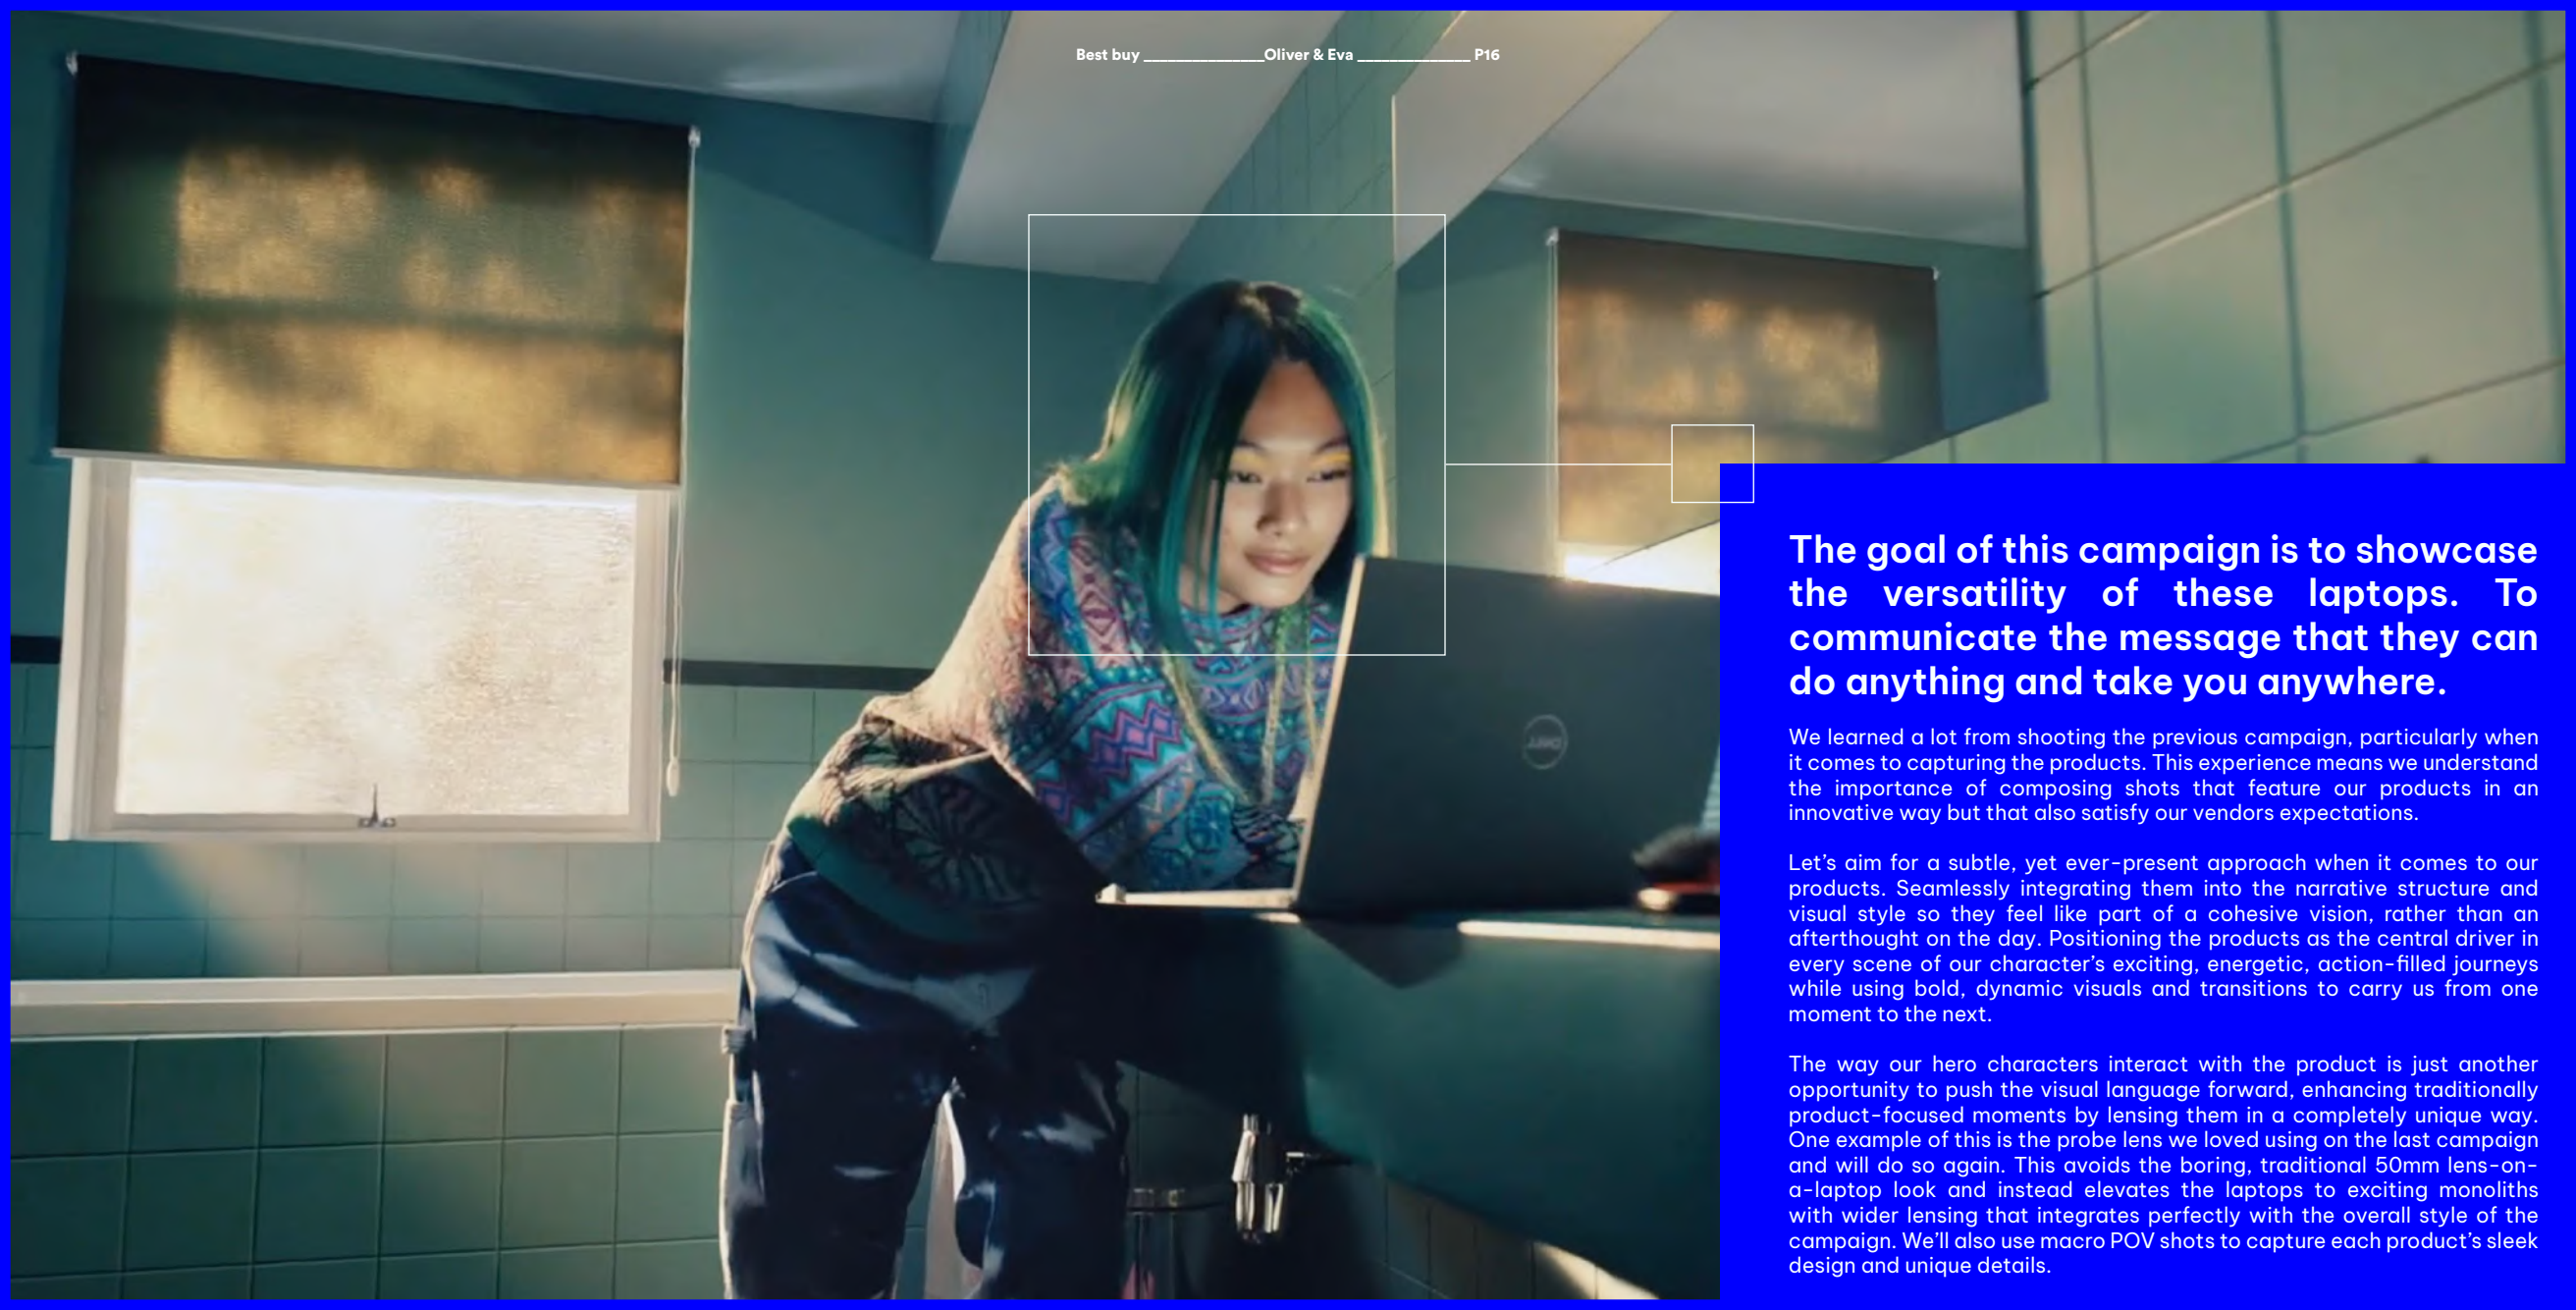 Best buy _______________Oliver & Eva ______________ P16
The goal of this campaign is to showcase
the versatility of these laptops. To
communicate the message that they can
do anything and take you anywhere.
We learned a lot from shooting the previous campaign, particularly when
it comes to capturing the products. This experience means we understand
the importance of composing shots that feature our products in an
innovative way but that also satisfy our vendors expectations.
Let’s aim for a subtle, yet ever-present approach when it comes to our
products. Seamlessly integrating them into the narrative structure and
visual style so they feel like part of a cohesive vision, rather than an
afterthought on the day. Positioning the products as the central driver in
every scene of our character’s exciting, energetic, action-filled journeys
while using bold, dynamic visuals and transitions to carry us from one
moment to the next.
The way our hero characters interact with the product is just another
opportunity to push the visual language forward, enhancing traditionally
product-focused moments by lensing them in a completely unique way.
One example of this is the probe lens we loved using on the last campaign
and will do so again. This avoids the boring, traditional 50mm lens-on-
a-laptop look and instead elevates the laptops to exciting monoliths
with wider lensing that integrates perfectly with the overall style of the
campaign. We’ll also use macro POV shots to capture each product’s sleek
design and unique details.